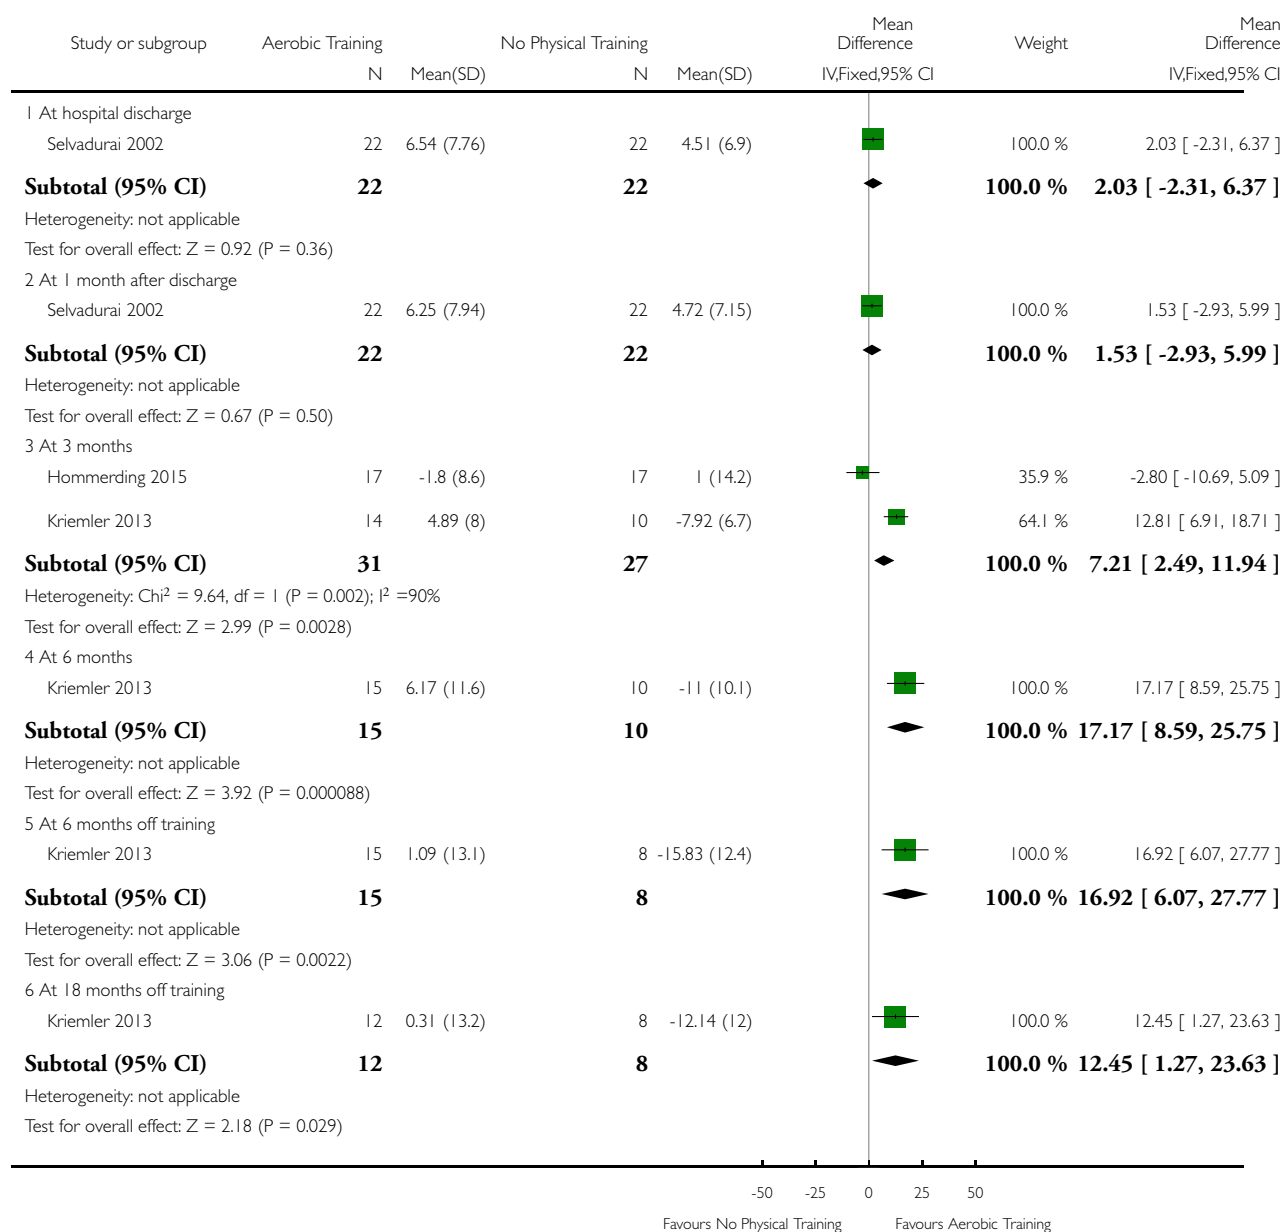 Study or subgroup Aerobic Training No Physical Training Mean Difference Weight Mean Difference
N Mean(SD) N Mean(SD) IV,Fixed,95% CI IV,Fixed,95% CI
1 At hospital discharge
Selvadurai 2002 22 6.54 (7.76) 22 4.51 (6.9) 100.0 % 2.03 [ -2.31, 6.37 ]
Subtotal (95% CI) 22 22 100.0 % 2.03 [ -2.31, 6.37 ]
Heterogeneity: not applicable
Test for overall effect: Z = 0.92 (P = 0.36)
2 At 1 month after discharge
Selvadurai 2002 22 6.25 (7.94) 22 4.72 (7.15) 100.0 % 1.53 [ -2.93, 5.99 ]
Subtotal (95% CI) 22 22 100.0 % 1.53 [ -2.93, 5.99 ]
Heterogeneity: not applicable
Test for overall effect: Z = 0.67 (P = 0.50)
3 At 3 months
Hommerding 2015 17 -1.8 (8.6) 17 1 (14.2) 35.9 % -2.80 [ -10.69, 5.09 ]
Kriemler 2013 14 4.89 (8) 10 -7.92 (6.7) 64.1 % 12.81 [ 6.91, 18.71 ]
Subtotal (95% CI) 31 27 100.0 % 7.21 [ 2.49, 11.94 ]
Heterogeneity: Chi² = 9.64, df = 1 (P = 0.002); I² =90%
Test for overall effect: Z = 2.99 (P = 0.0028)
4 At 6 months
Kriemler 2013 15 6.17 (11.6) 10 -11 (10.1) 100.0 % 17.17 [ 8.59, 25.75 ]
Subtotal (95% CI) 15 10 100.0 % 17.17 [ 8.59, 25.75 ]
Heterogeneity: not applicable
Test for overall effect: Z = 3.92 (P = 0.000088)
5 At 6 months off training
Kriemler 2013 15 1.09 (13.1) 8 -15.83 (12.4) 100.0 % 16.92 [ 6.07, 27.77 ]
Subtotal (95% CI) 15 8 100.0 % 16.92 [ 6.07, 27.77 ]
Heterogeneity: not applicable
Test for overall effect: Z = 3.06 (P = 0.0022)
6 At 18 months off training
Kriemler 2013 12 0.31 (13.2) 8 -12.14 (12) 100.0 % 12.45 [ 1.27, 23.63 ]
Subtotal (95% CI) 12 8 100.0 % 12.45 [ 1.27, 23.63 ]
Heterogeneity: not applicable
Test for overall effect: Z = 2.18 (P = 0.029)
-50 -25 0 25 50
Favours No Physical Training Favours Aerobic Training